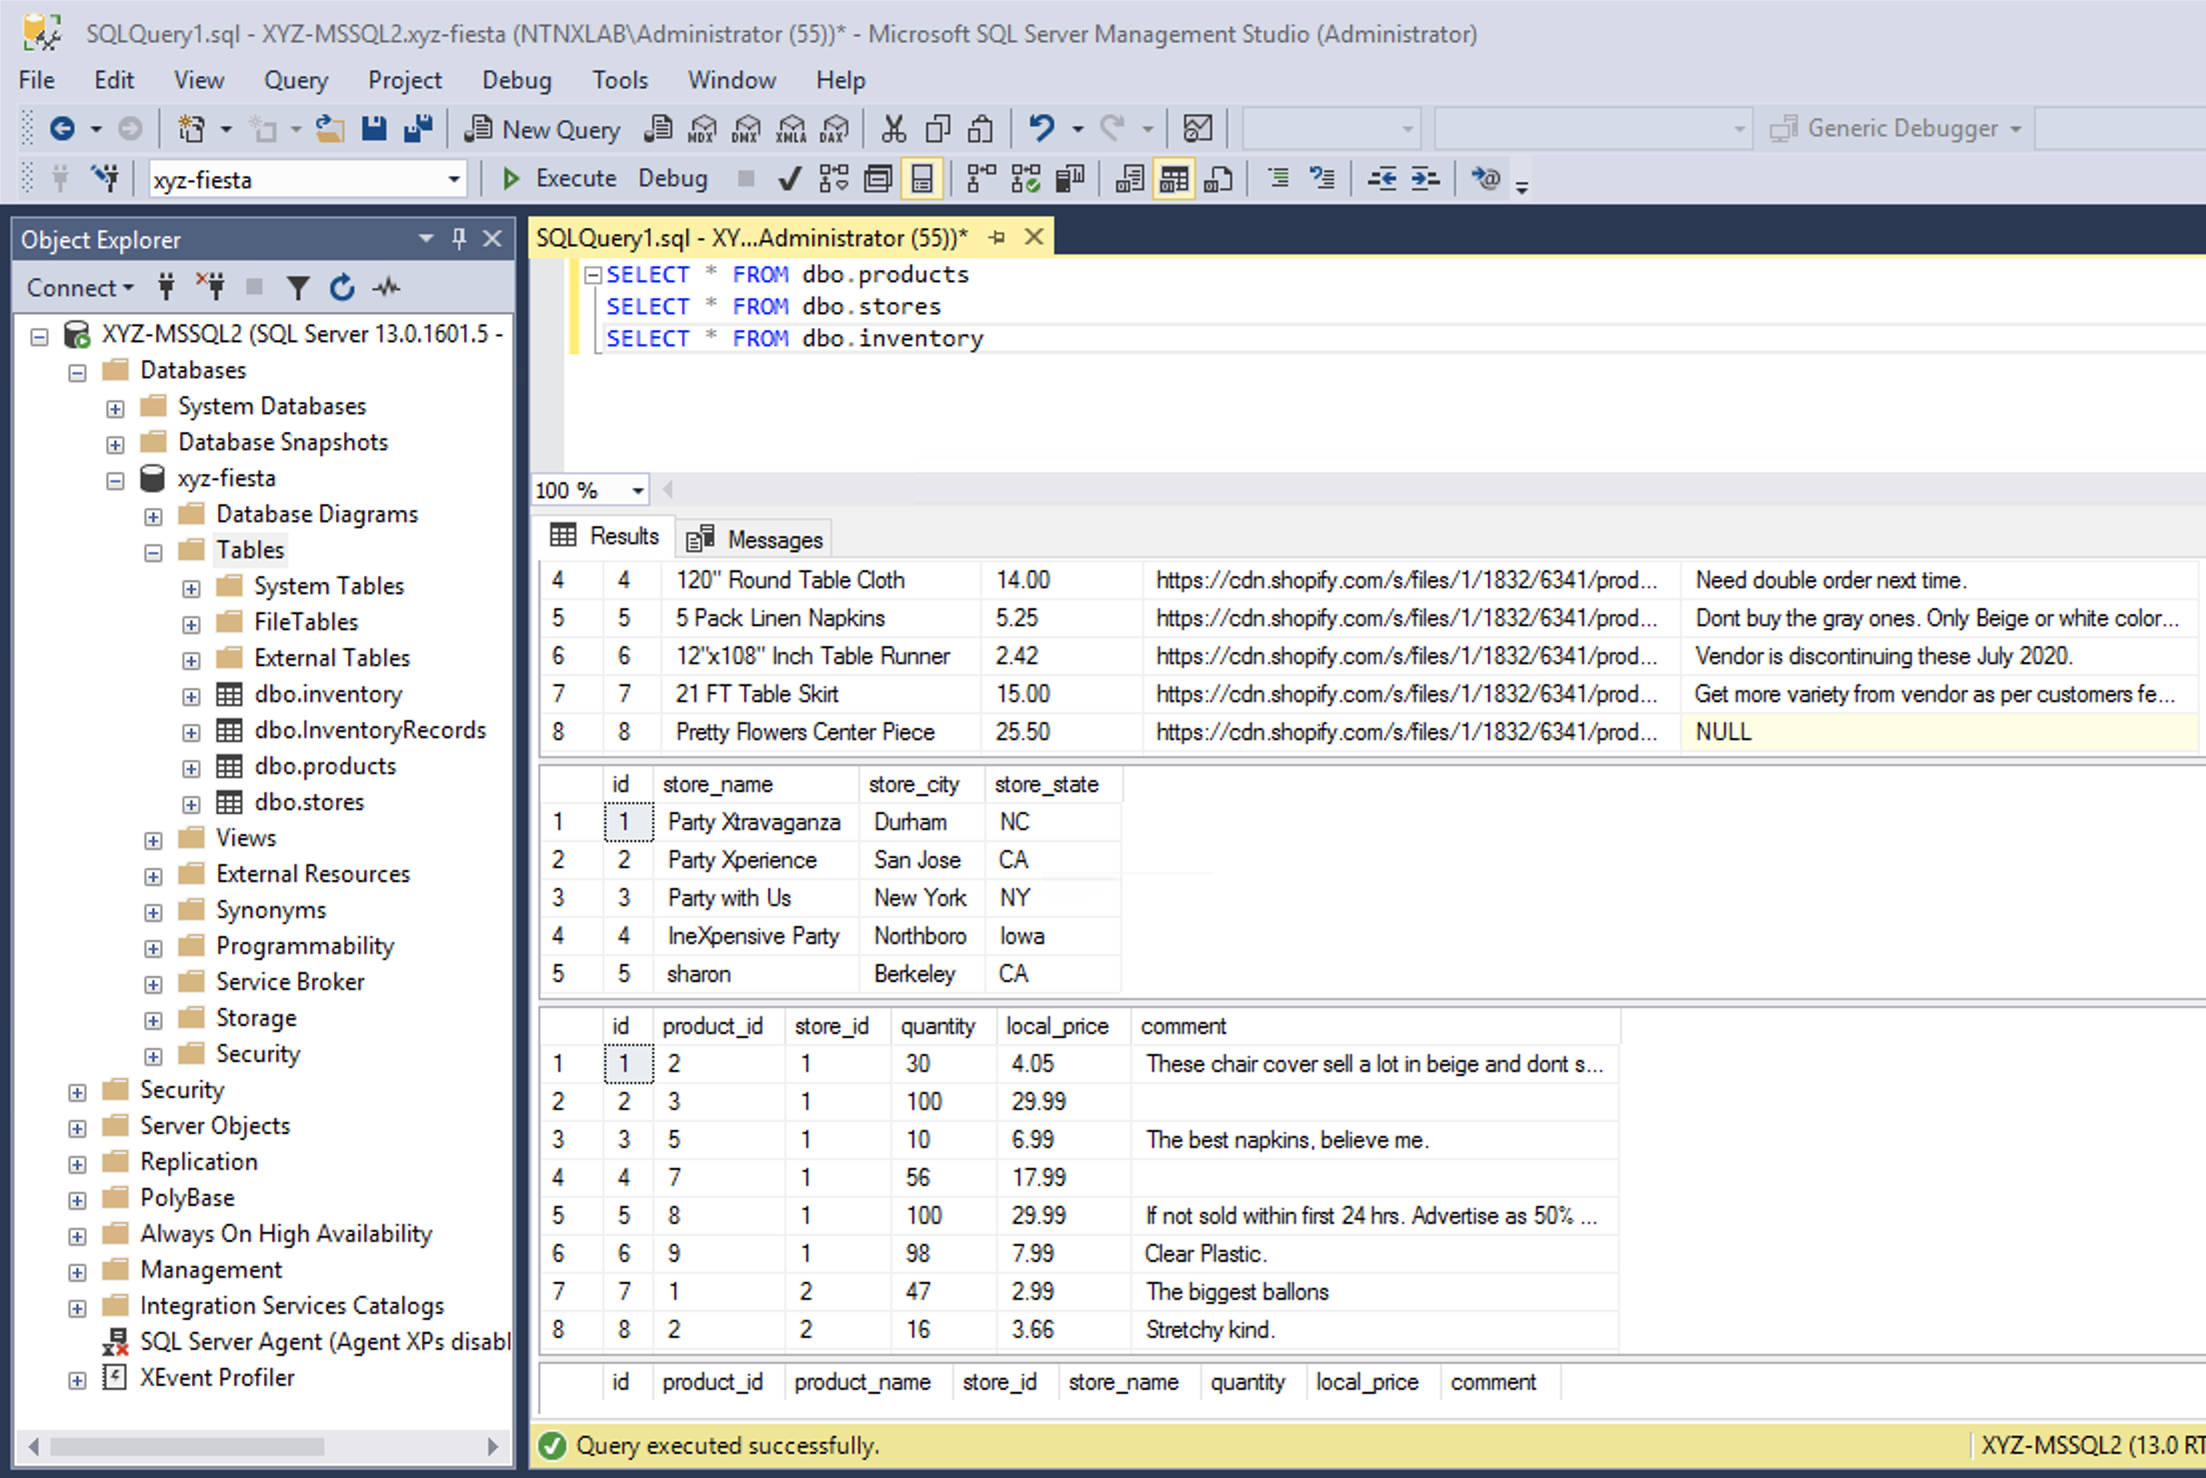 SQLQuery1.sql - XYZ-MSSQL2.xyz-fiesta (NTNXLAB\Administrator (55))* - Microsoft SQL Server Management Studio (Administrator)
File Edit View Query Project Debug Tools Window Help
New Query MDX DMX XMLA DAX Generic Debugger
xyz-fiesta Execute Debug
Object Explorer
Connect
XYZ-MSSQL2 (SQL Server 13.0.1601.5 -
Databases
System Databases
Database Snapshots
xyz-fiesta
Database Diagrams
Tables
System Tables
FileTables
External Tables
dbo.inventory
dbo.InventoryRecords
dbo.products
dbo.stores
Views
External Resources
Synonyms
Programmability
Service Broker
Storage
Security
Security
Server Objects
Replication
PolyBase
Always On High Availability
Management
Integration Services Catalogs
SQL Server Agent (Agent XPs disabl
XEvent Profiler
SQLQuery1.sql - XY...Administrator (55))*
SELECT * FROM dbo.products
SELECT * FROM dbo.stores
SELECT * FROM dbo.inventory
100 %
Results Messages
4 4 120" Round Table Cloth 14.00 https://cdn.shopify.com/s/files/1/1832/6341/prod... Need double order next time.
5 5 5 Pack Linen Napkins 5.25 https://cdn.shopify.com/s/files/1/1832/6341/prod... Dont buy the gray ones. Only Beige or white color...
6 6 12"x108" Inch Table Runner 2.42 https://cdn.shopify.com/s/files/1/1832/6341/prod... Vendor is discontinuing these July 2020.
7 7 21 FT Table Skirt 15.00 https://cdn.shopify.com/s/files/1/1832/6341/prod... Get more variety from vendor as per customers fe...
8 8 Pretty Flowers Center Piece 25.50 https://cdn.shopify.com/s/files/1/1832/6341/prod... NULL
id store_name store_city store_state
1 1 Party Xtravaganza Durham NC
2 2 Party Xperience San Jose CA
3 3 Party with Us New York NY
4 4 IneXpensive Party Northboro Iowa
5 5 sharon Berkeley CA
id product_id store_id quantity local_price comment
1 1 2 1 30 4.05 These chair cover sell a lot in beige and dont s...
2 2 3 1 100 29.99
3 3 5 1 10 6.99 The best napkins, believe me.
4 4 7 1 56 17.99
5 5 8 1 100 29.99 If not sold within first 24 hrs. Advertise as 50% ...
6 6 9 1 98 7.99 Clear Plastic.
7 7 1 2 47 2.99 The biggest ballons
8 8 2 2 16 3.66 Stretchy kind.
id product_id product_name store_id store_name quantity local_price comment
Query executed successfully. XYZ-MSSQL2 (13.0 RT